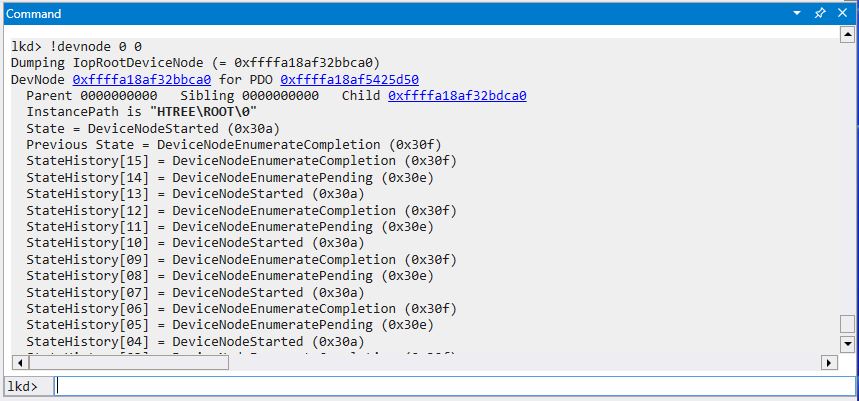 Command
lkd> !devnode 0 0
Dumping IopRootDeviceNode (= 0xffffa18af32bbca0)
DevNode 0xffffa18af32bbca0 for PDO 0xffffa18af5425d50
Parent 0000000000   Sibling 0000000000   Child 0xffffa18af32bdca0
InstancePath is "HTREE\ROOT\0"
State = DeviceNodeStarted (0x30a)
Previous State = DeviceNodeEnumerateCompletion (0x30f)
StateHistory[15] = DeviceNodeEnumerateCompletion (0x30f)
StateHistory[14] = DeviceNodeEnumeratePending (0x30e)
StateHistory[13] = DeviceNodeStarted (0x30a)
StateHistory[12] = DeviceNodeEnumerateCompletion (0x30f)
StateHistory[11] = DeviceNodeEnumeratePending (0x30e)
StateHistory[10] = DeviceNodeStarted (0x30a)
StateHistory[09] = DeviceNodeEnumerateCompletion (0x30f)
StateHistory[08] = DeviceNodeEnumeratePending (0x30e)
StateHistory[07] = DeviceNodeStarted (0x30a)
StateHistory[06] = DeviceNodeEnumerateCompletion (0x30f)
StateHistory[05] = DeviceNodeEnumeratePending (0x30e)
StateHistory[04] = DeviceNodeStarted (0x30a)
lkd>